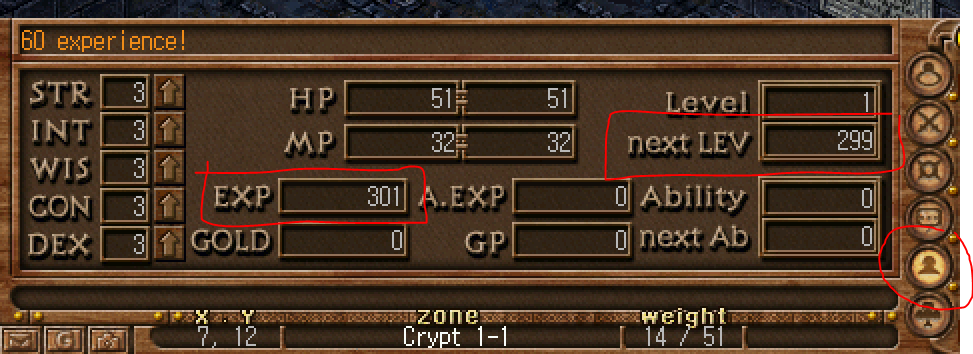 60 experience!
STR 3 HP 51 51 Level 1
INT 3 MP 32 32 next LEV 299
WIS 3
CON 3 EXP 301 A.EXP 0 Ability 0
DEX 3 GOLD 0 GP 0 next Ab 0
X . Y zone weight
G 7, 12 Crypt 1-1 14 / 51